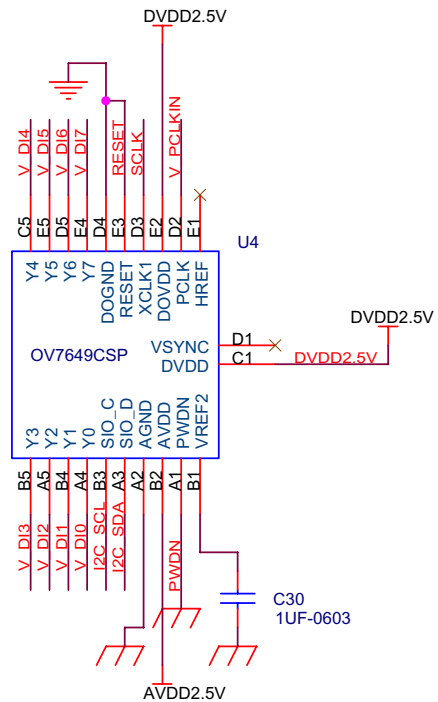 DVDD2.5V
V_DI4
V_DI5
V_DI6
V_DI7
RESET
SCLK
V_PCLKIN
C5
E5
D5
E4
D4
E3
D3
E2
D2
E1
U4
Y4
Y5
Y6
Y7
DOGND
RESET
XCLK1
DOVDD
PCLK
HREF
DVDD2.5V
VSYNC
D1
OV7649CSP
DVDD
C1
DVDD2.5V
Y3
Y2
Y1
Y0
SIO_C
SIO_D
AGND
AVDD
PWDN
VREF2
B5
A5
B4
A4
B3
A3
A2
B2
A1
B1
V_DI3
V_DI2
V_DI1
V_DI0
I2C_SCL
I2C_SDA
PWDN
C30
1UF-0603
AVDD2.5V